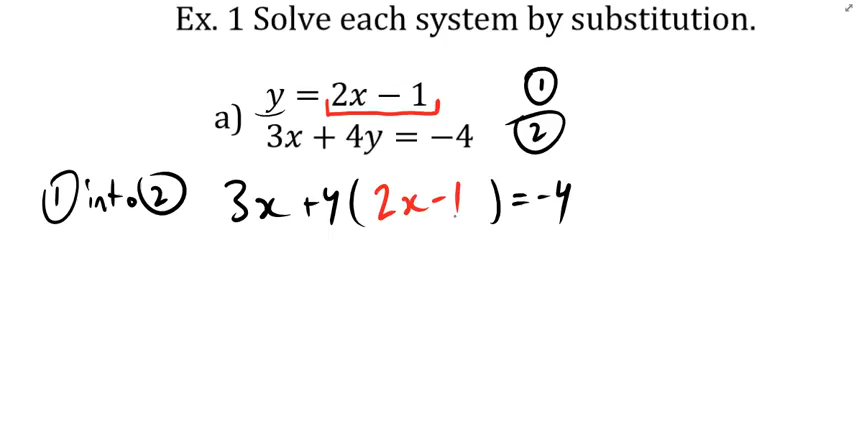 Ex. 1 Solve each system by substitution.
a) y = 2x − 1 ①
3x + 4y = −4 ②
① into ② 3x + 4( 2x - 1 ) = -4